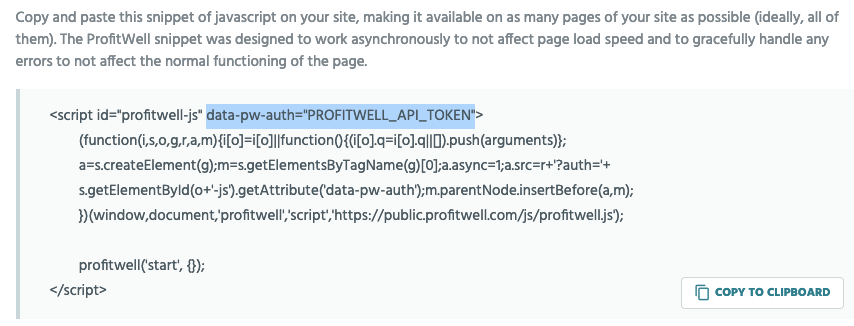 Copy and paste this snippet of javascript on your site, making it available on as many pages of your site as possible (ideally, all of
them). The ProfitWell snippet was designed to work asynchronously to not affect page load speed and to gracefully handle any
errors to not affect the normal functioning of the page.
<script id="profitwell-js" data-pw-auth="PROFITWELL_API_TOKEN">
(function(i,s,o,g,r,a,m){i[o]=i[o]||function(){(i[o].q=i[o].q||[]).push(arguments)};
a=s.createElement(g);m=s.getElementsByTagName(g)[0];a.async=1;a.src=r+'?auth='+
s.getElementById(o+'-js').getAttribute('data-pw-auth');m.parentNode.insertBefore(a,m);
})(window,document,'profitwell','script','https://public.profitwell.com/js/profitwell.js');
profitwell('start', {});
</script>
COPY TO CLIPBOARD